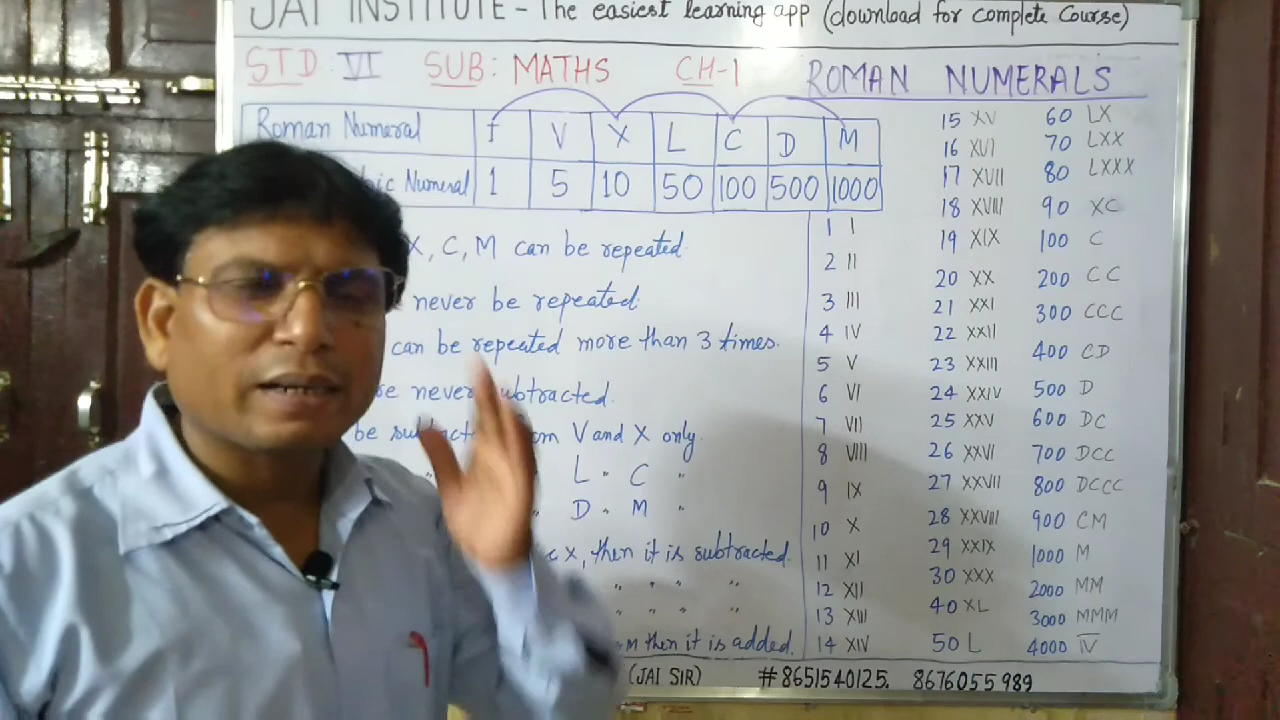 JAI INSTITUTE - The easiest learning app (download for complete Course)
STD: VI SUB: MATHS CH-1 ROMAN NUMERALS
Roman Numeral I V X L C D M
Numeral 1 5 10 50 100 500 1000
X, C, M can be repeated
never be repeated
can be repeated more than 3 times.
never subtracted.
be V and X only.
" L " C "
" D " M "
X, then it is subtracted.
" " " "
" " " "
M then it is added.
1 I
2 II
3 III
4 IV
5 V
6 VI
7 VII
8 VIII
9 IX
10 X
11 XI
12 XII
13 XIII
14 XIV
15 XV
16 XVI
17 XVII
18 XVIII
19 XIX
20 XX
21 XXI
22 XXII
23 XXIII
24 XXIV
25 XXV
26 XXVI
27 XXVII
28 XXVIII
29 XXIX
30 XXX
40 XL
50 L
60 LX
70 LXX
80 LXXX
90 XC
100 C
200 CC
300 CCC
400 CD
500 D
600 DC
700 DCC
800 DCCC
900 CM
1000 M
2000 MM
3000 MMM
4000 I̅V̅
(JAI SIR) #8651540125. 8676055989